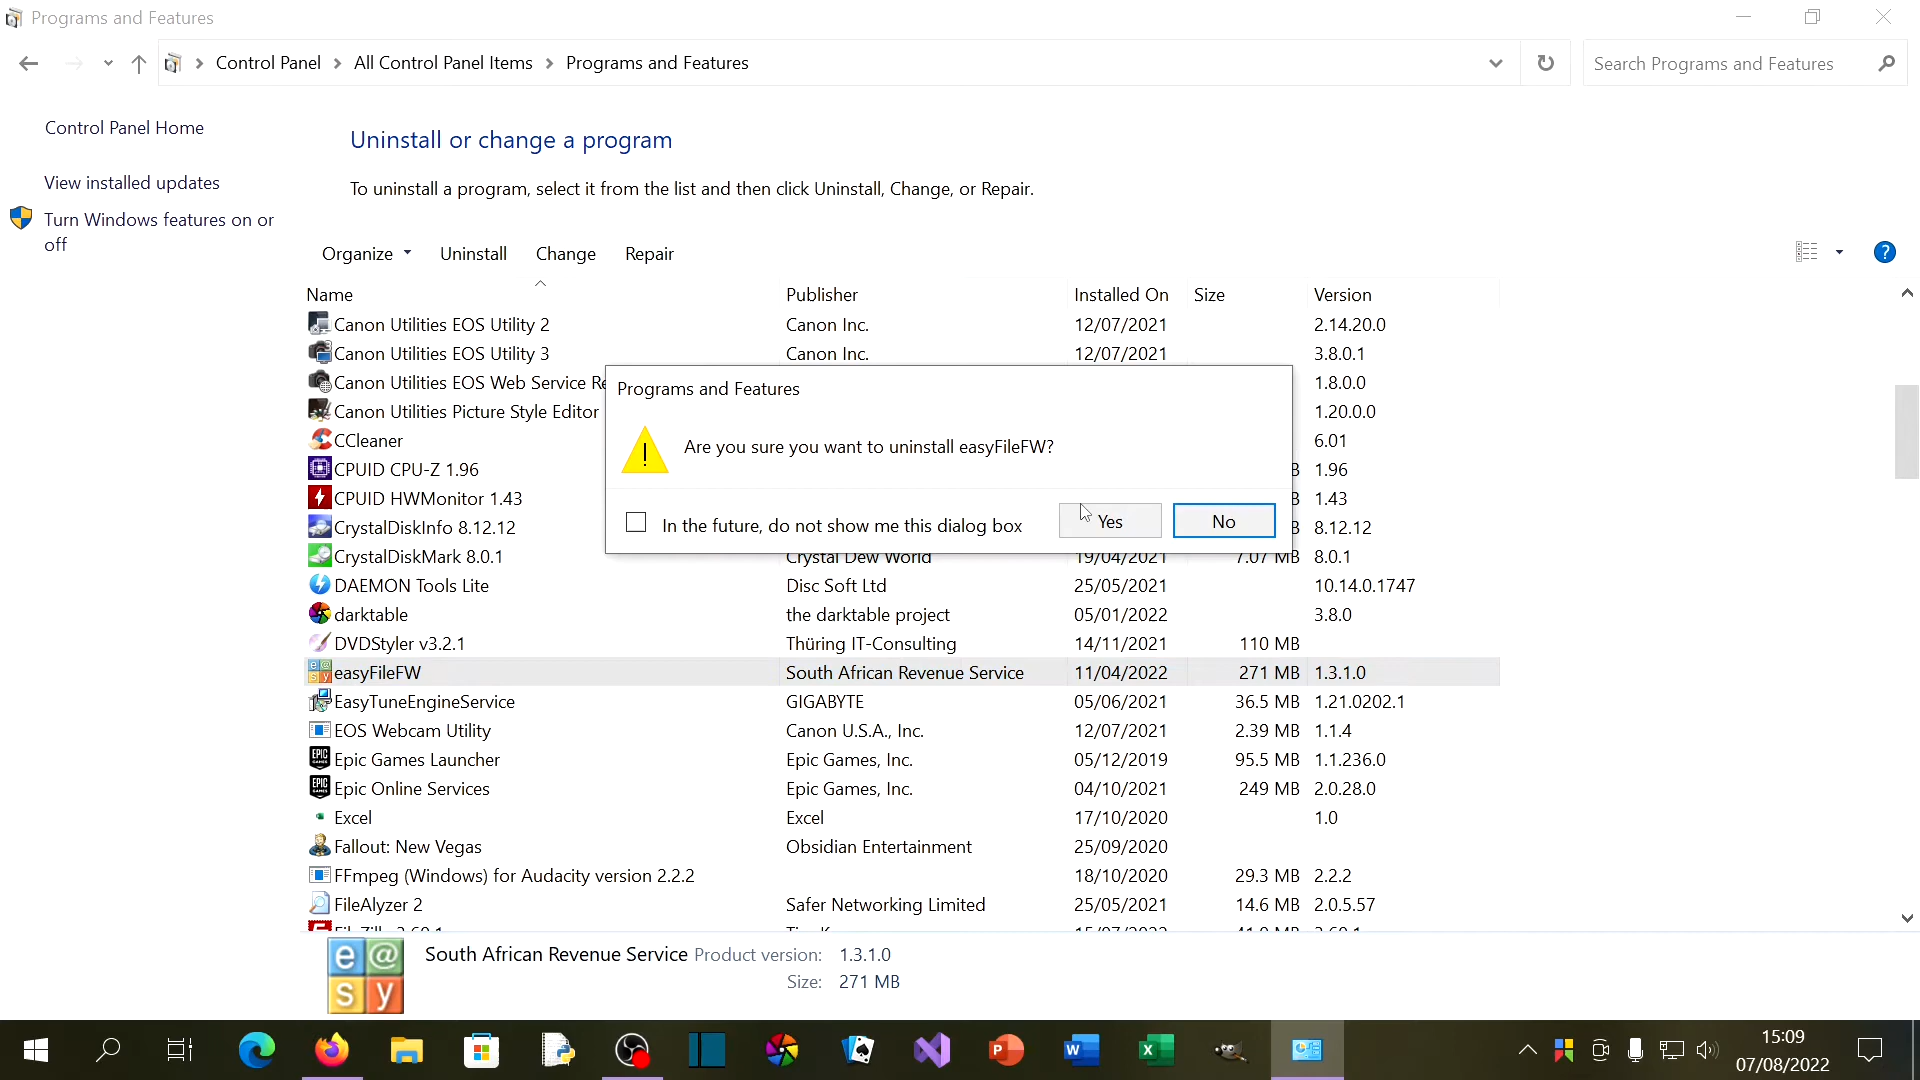 Programs and Features
Control Panel All Control Panel Items Programs and Features
Search Programs and Features
Control Panel Home
View installed updates
Turn Windows features on or
off
Uninstall or change a program
To uninstall a program, select it from the list and then click Uninstall, Change, or Repair.
Organize Uninstall Change Repair
?
Name Publisher Installed On Size Version
Canon Utilities EOS Utility 2 Canon Inc. 12/07/2021 2.14.20.0
Canon Utilities EOS Utility 3 Canon Inc. 12/07/2021 3.8.0.1
Canon Utilities EOS Web Service 1.8.0.0
Canon Utilities Picture Style Editor 1.20.0.0
CCleaner 6.01
CPUID CPU-Z 1.96 B 1.96
CPUID HWMonitor 1.43 B 1.43
CrystalDiskInfo 8.12.12 B 8.12.12
CrystalDiskMark 8.0.1 Crystal Dew World 19/04/2021 7.07 MB 8.0.1
DAEMON Tools Lite Disc Soft Ltd 25/05/2021 10.14.0.1747
darktable the darktable project 05/01/2022 3.8.0
DVDStyler v3.2.1 Thüring IT-Consulting 14/11/2021 110 MB
easyFileFW South African Revenue Service 11/04/2022 271 MB 1.3.1.0
EasyTuneEngineService GIGABYTE 05/06/2021 36.5 MB 1.21.0202.1
EOS Webcam Utility Canon U.S.A., Inc. 12/07/2021 2.39 MB 1.1.4
Epic Games Launcher Epic Games, Inc. 05/12/2019 95.5 MB 1.1.236.0
Epic Online Services Epic Games, Inc. 04/10/2021 249 MB 2.0.28.0
Excel Excel 17/10/2020 1.0
Fallout: New Vegas Obsidian Entertainment 25/09/2020
FFmpeg (Windows) for Audacity version 2.2.2 18/10/2020 29.3 MB 2.2.2
FileAlyzer 2 Safer Networking Limited 25/05/2021 14.6 MB 2.0.5.57
Programs and Features
Are you sure you want to uninstall easyFileFW?
In the future, do not show me this dialog box
Yes No
e@sy
South African Revenue Service Product version: 1.3.1.0
Size: 271 MB
15:09
07/08/2022